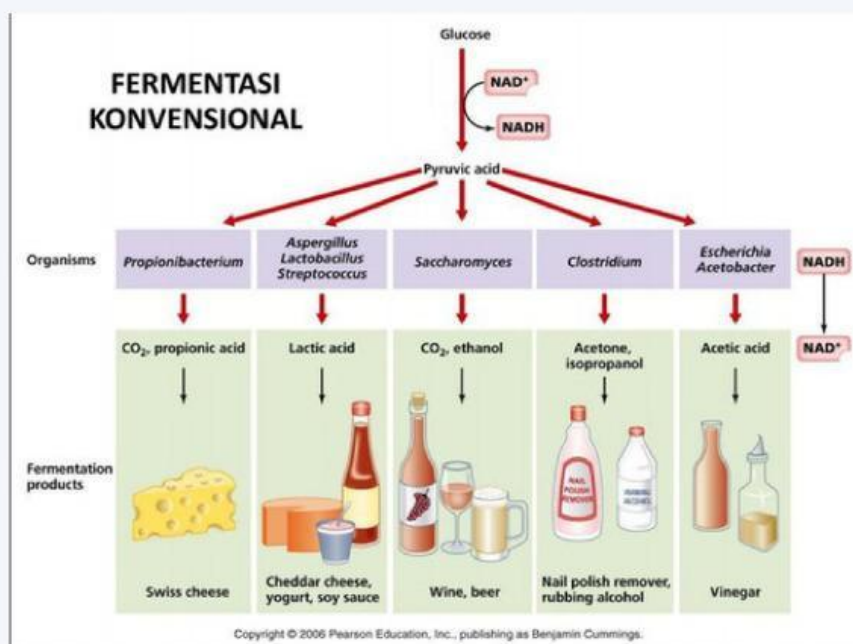 FERMENTASI
KONVENSIONAL
Glucose
NAD⁺
NADH
Pyruvic acid
Organisms
Propionibacterium
Aspergillus
Lactobacillus
Streptococcus
Saccharomyces
Clostridium
Escherichia
Acetobacter
NADH
NAD⁺
CO₂, propionic acid
Lactic acid
CO₂, ethanol
Acetone,
isopropanol
Acetic acid
Fermentation
products
NAIL
POLISH
REMOVER
ALCOHOL
Swiss cheese
Cheddar cheese,
yogurt, soy sauce
Wine, beer
Nail polish remover,
rubbing alcohol
Vinegar
Copyright © 2006 Pearson Education, Inc., publishing as Benjamin Cummings.